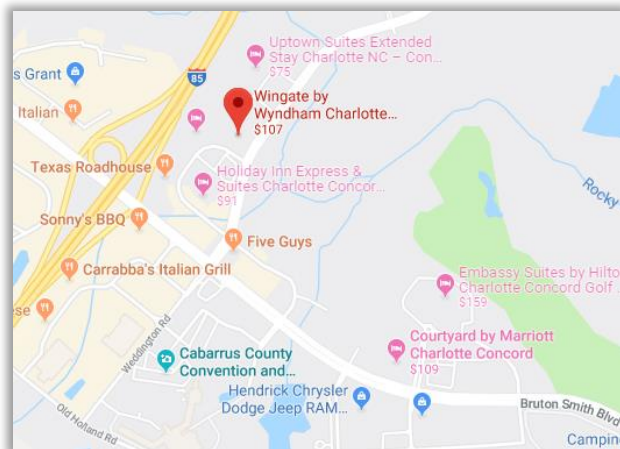 Uptown Suites Extended
Stay Charlotte NC – Con...
$75
s Grant
85
Wingate by
Wyndham Charlotte...
$107
Italian
Texas Roadhouse
Holiday Inn Express &
Suites Charlotte Concor...
$91
Rocky
Sonny's BBQ
Five Guys
Carrabba's Italian Grill
Embassy Suites by Hilto
Charlotte Concord Golf ...
$159
ese
Weddington Rd
Courtyard by Marriott
Charlotte Concord
$109
Cabarrus County
Convention and...
Hendrick Chrysler
Dodge Jeep RAM...
Bruton Smith Blvd
Old Holland Rd
Camping